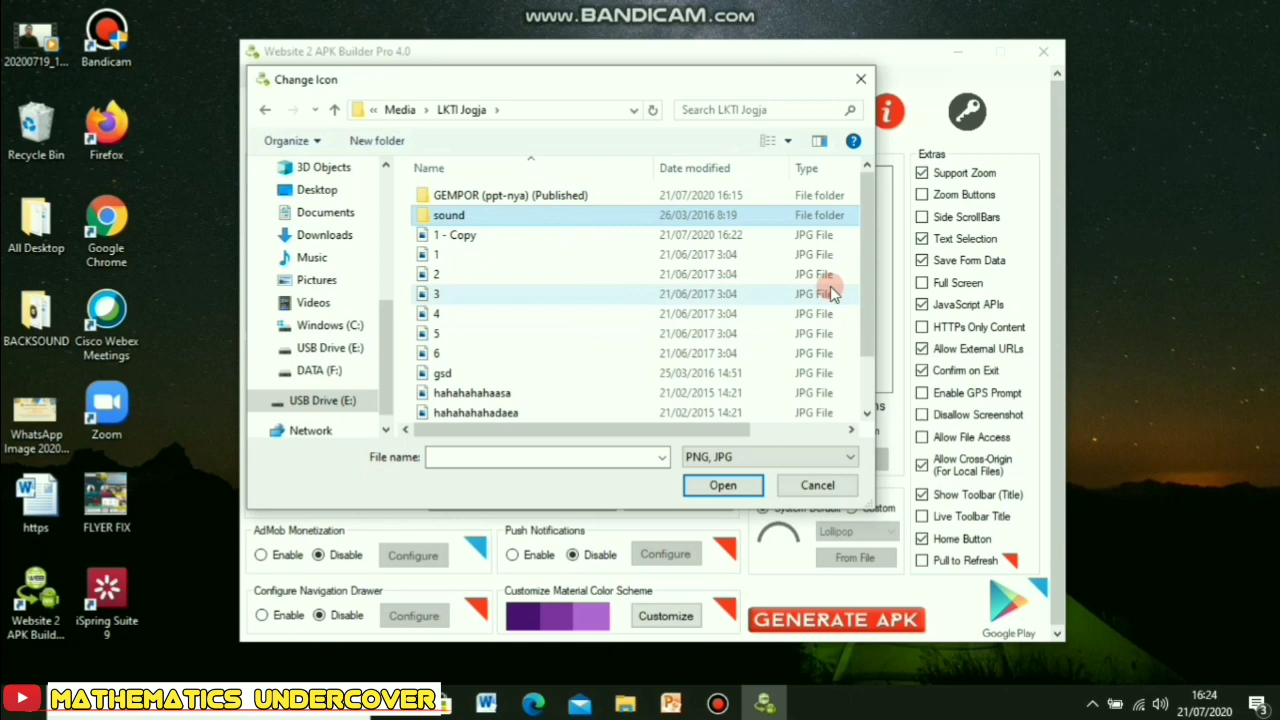 www.BANDICAM.com
20200719_1...
Bandicam
Recycle Bin
Firefox
All Desktop
Google Chrome
BACKSOUND
Cisco Webex Meetings
WhatsApp Image 2020...
Zoom
https
FLYER FIX
Website 2 APK Build...
iSpring Suite 9
Website 2 APK Builder Pro 4.0
Change Icon
« Media › LKTI Jogja ›
Search LKTI Jogja
Organize
New folder
3D Objects
Desktop
Documents
Downloads
Music
Pictures
Videos
Windows (C:)
USB Drive (E:)
DATA (F:)
USB Drive (E:)
Network
Name Date modified Type
GEMPOR (ppt-nya) (Published) 21/07/2020 16:15 File folder
sound 26/03/2016 8:19 File folder
1 - Copy 21/07/2020 16:22 JPG File
1 21/06/2017 3:04 JPG File
2 21/06/2017 3:04 JPG File
3 21/06/2017 3:04 JPG File
4 21/06/2017 3:04 JPG File
5 21/06/2017 3:04 JPG File
6 21/06/2017 3:04 JPG File
gsd 25/03/2016 14:51 JPG File
hahahahahaasa 21/02/2015 14:21 JPG File
hahahahahadaea 21/02/2015 14:21 JPG File
File name:
PNG, JPG
Open
Cancel
Extras
Support Zoom
Zoom Buttons
Side ScrollBars
Text Selection
Save Form Data
Full Screen
JavaScript APIs
HTTPs Only Content
Allow External URLs
Confirm on Exit
Enable GPS Prompt
Disallow Screenshot
Allow File Access
Allow Cross-Origin
(For Local Files)
Show Toolbar (Title)
Live Toolbar Title
Home Button
Pull to Refresh
AdMob Monetization
Enable Disable Configure
Push Notifications
Enable Disable Configure
Custom
Lollipop
From File
Configure Navigation Drawer
Enable Disable Configure
Customize Material Color Scheme
Customize
GENERATE APK
Google Play
MATHEMATICS UNDERCOVER
16:24
21/07/2020
3